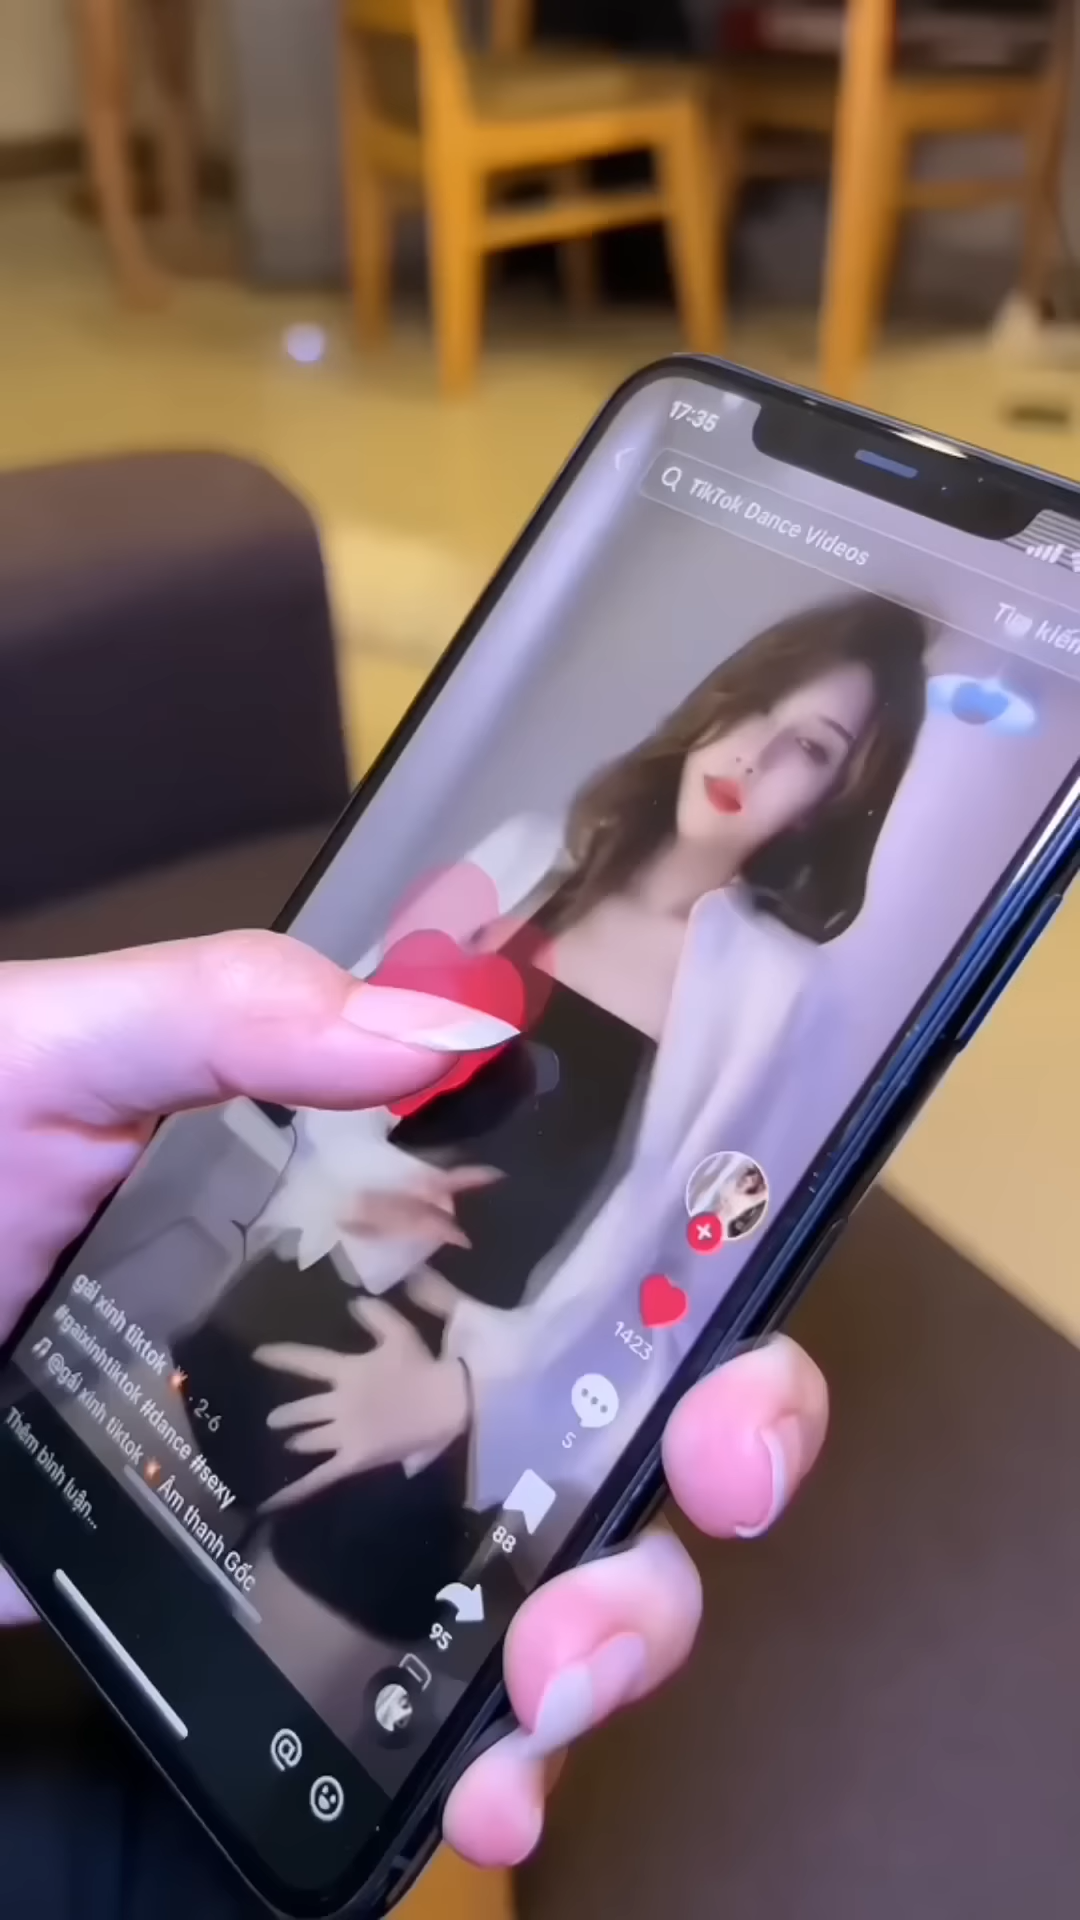 17:35
TikTok Dance Videos
Tìm kiếm
1423
5
88
95
gái xinh tiktok 💥 · 2-6
#gaixinhtiktok #dance #sexy
@gái xinh tiktok 💥 Âm thanh Gốc
Thêm bình luận...